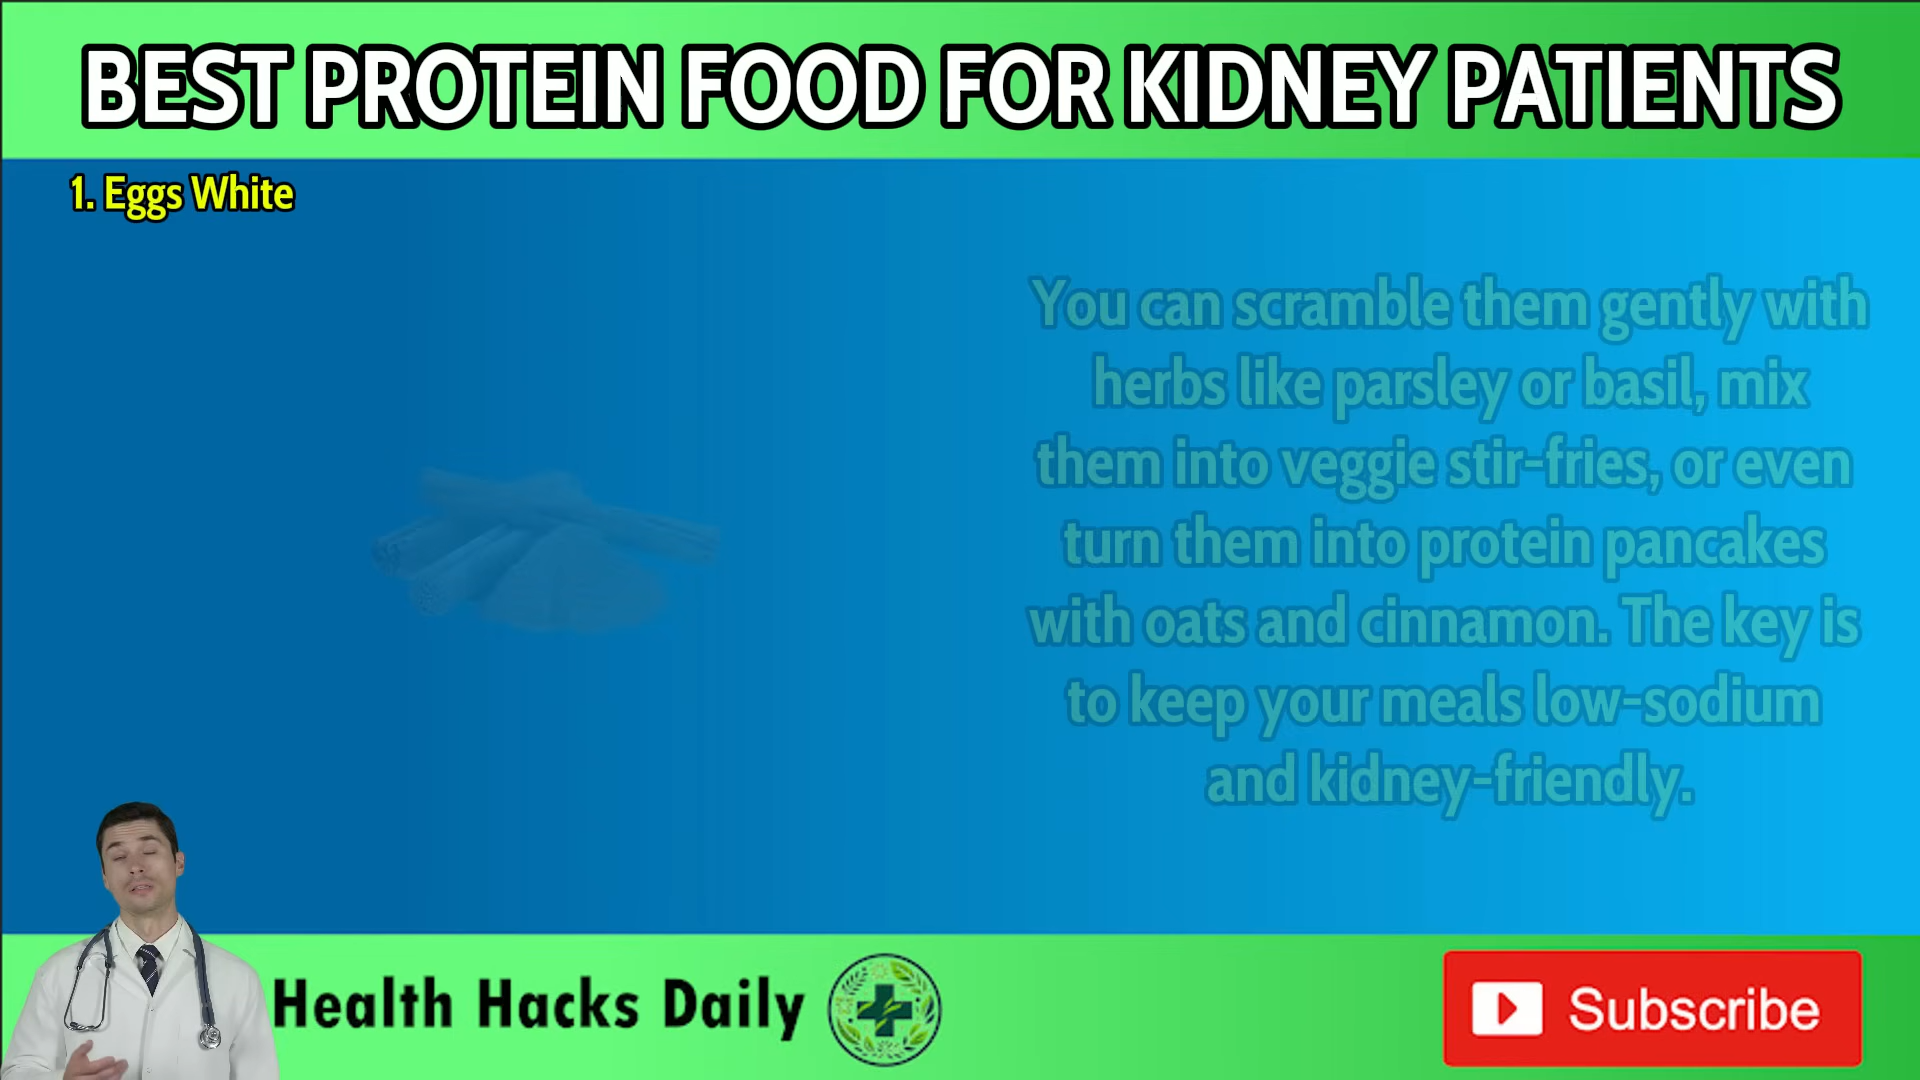 BEST PROTEIN FOOD FOR KIDNEY PATIENTS
1. Eggs White
You can scramble them gently with
herbs like parsley or basil, mix
them into veggie stir-fries, or even
turn them into protein pancakes
with oats and cinnamon. The key is
to keep your meals low-sodium
and kidney-friendly.
Health Hacks Daily
Subscribe